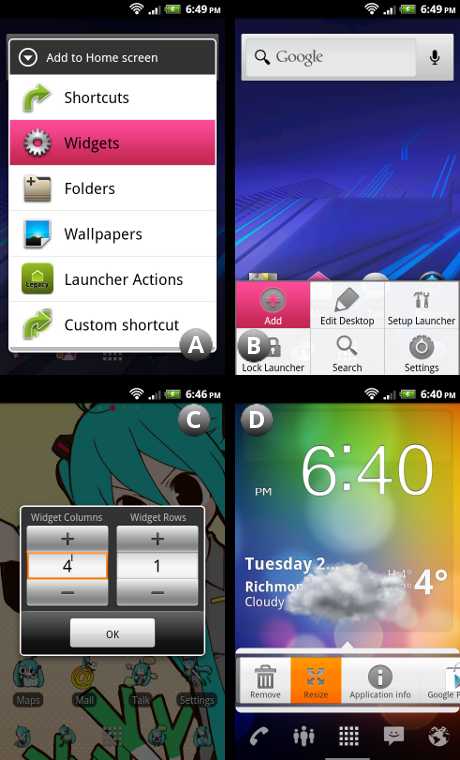 6:49 PM
Add to Home screen
Shortcuts
Widgets
Folders
Wallpapers
Legacy
Launcher Actions
Custom shortcut
A
6:49 PM
Google
Add
Edit Desktop
Setup Launcher
Lock Launcher
Search
Settings
B
6:46 PM
C
Widget Columns
Widget Rows
+
+
4
1
−
−
OK
Maps
Mail
Talk
Settings
6:40 PM
D
6:40
PM
Tuesday 2...
4°
Cloudy
Remove
Resize
Application info